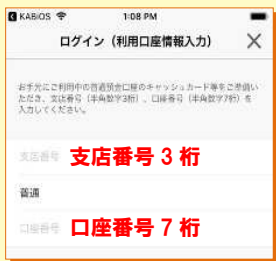 KABIOS 1:08 PM
ログイン（利用口座情報入力） ×
お手元にご利用中の普通預金口座のキャッシュカード等をご準備い
ただき、支店番号（半角数字3桁）、口座番号（半角数字7桁）を
入力してください。
支店番号 支店番号 3 桁
普通
口座番号 口座番号 7 桁